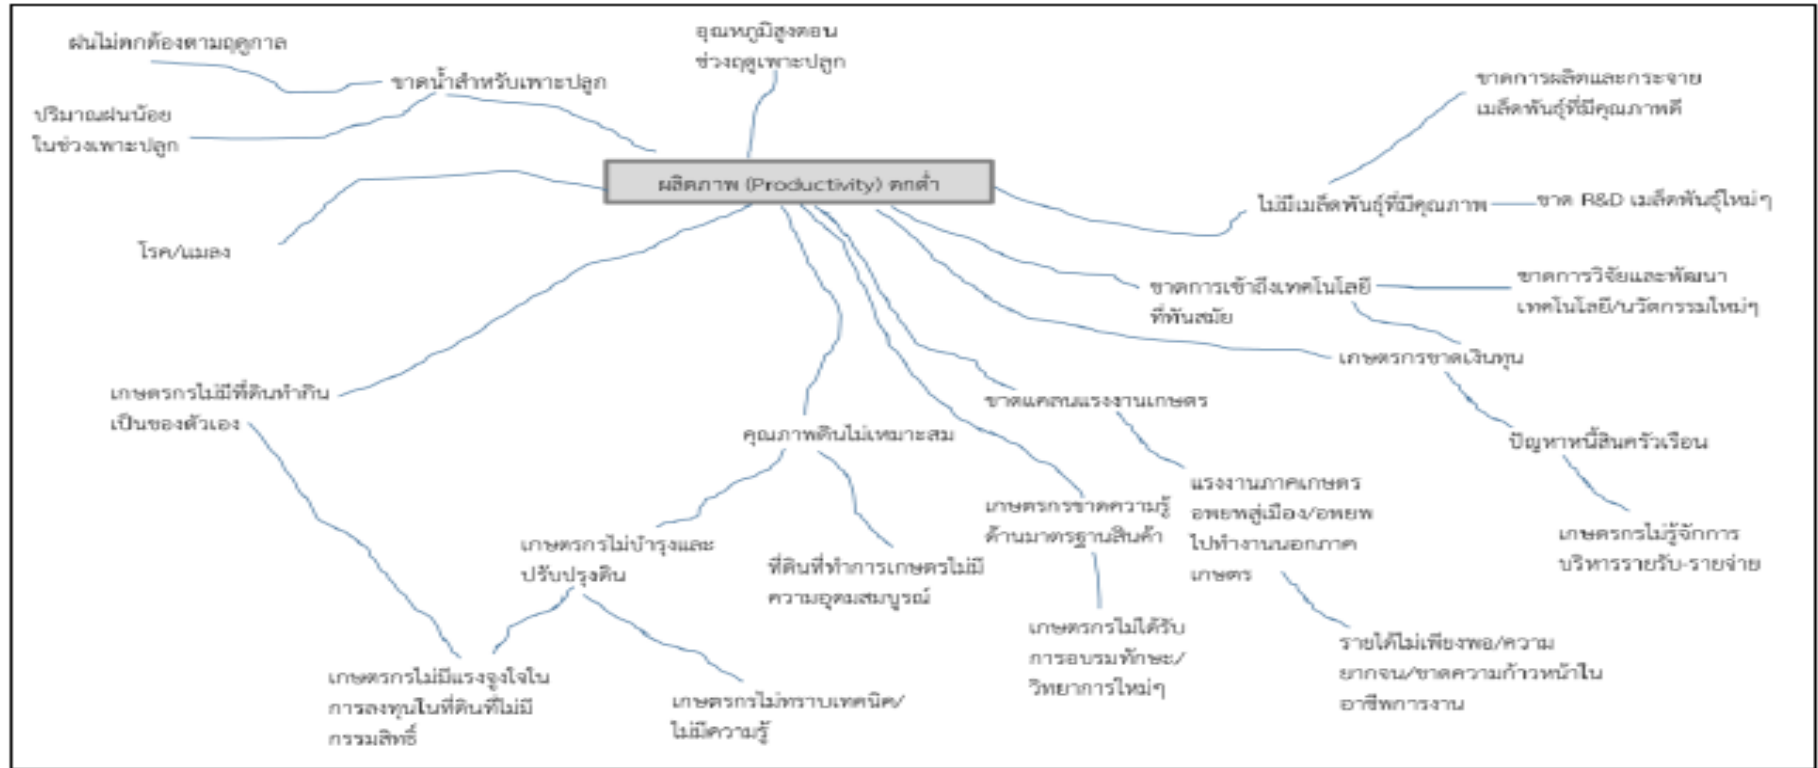 ฝนไม่ตกต้องตามฤดูกาล
ขาดน้ำสำหรับเพาะปลูก
ปริมาณฝนน้อย
ในช่วงเพาะปลูก
อุณหภูมิสูงตอน
ช่วงฤดูเพาะปลูก
ผลิตภาพ (Productivity) ตกต่ำ
โรค/แมลง
ขาดการผลิตและกระจาย
เมล็ดพันธุ์ที่มีคุณภาพดี
ไม่มีเมล็ดพันธุ์ที่มีคุณภาพ
ขาด R&D เมล็ดพันธุ์ใหม่ๆ
ขาดการเข้าถึงเทคโนโลยี
ที่ทันสมัย
ขาดการวิจัยและพัฒนา
เทคโนโลยี/นวัตกรรมใหม่ๆ
เกษตรกรขาดเงินทุน
ปัญหาหนี้สินครัวเรือน
เกษตรกรไม่รู้จักการ
บริหารรายรับ-รายจ่าย
ขาดแคลนแรงงานเกษตร
แรงงานภาคเกษตร
อพยพสู่เมือง/อพยพ
ไปทำงานนอกภาค
เกษตร
รายได้ไม่เพียงพอ/ความ
ยากจน/ขาดความก้าวหน้าใน
อาชีพการงาน
เกษตรกรขาดความรู้
ด้านมาตรฐานสินค้า
เกษตรกรไม่ได้รับ
การอบรมทักษะ/
วิทยาการใหม่ๆ
คุณภาพดินไม่เหมาะสม
ที่ดินที่ทำการเกษตรไม่มี
ความอุดมสมบูรณ์
เกษตรกรไม่บำรุงและ
ปรับปรุงดิน
เกษตรกรไม่ทราบเทคนิค/
ไม่มีความรู้
เกษตรกรไม่มีที่ดินทำกิน
เป็นของตัวเอง
เกษตรกรไม่มีแรงจูงใจใน
การลงทุนในที่ดินที่ไม่มี
กรรมสิทธิ์